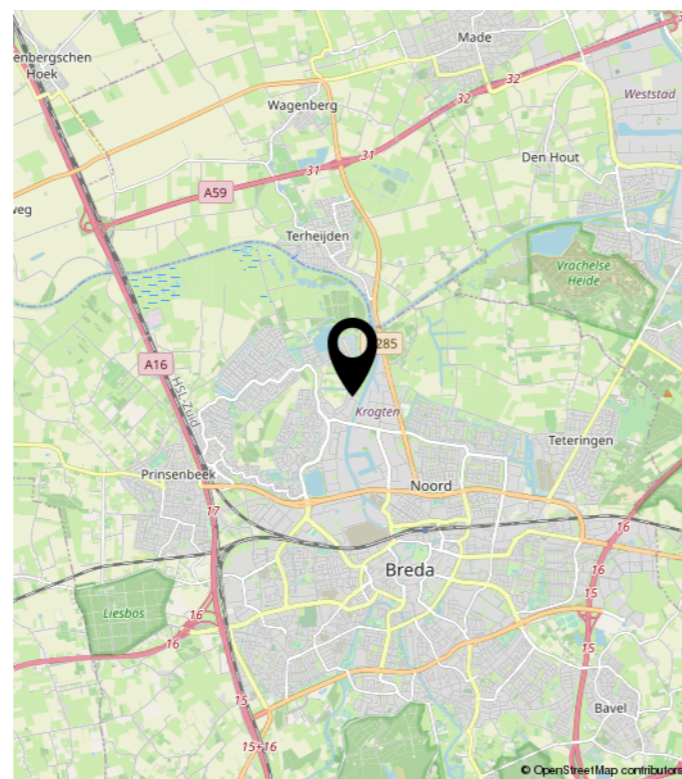 Made
enbergschen
Hoek
32
32
Weststad
Wagenberg
31
31
Den Hout
A59
weg
Terheijden
Vrachelse
Heide
285
A16
HSL-Zuid
Krogten
Teteringen
Prinsenbeek
Noord
17
16
Breda
15
Liesbos
16
16
15
15
Bavel
15+16
© OpenStreetMap contributors